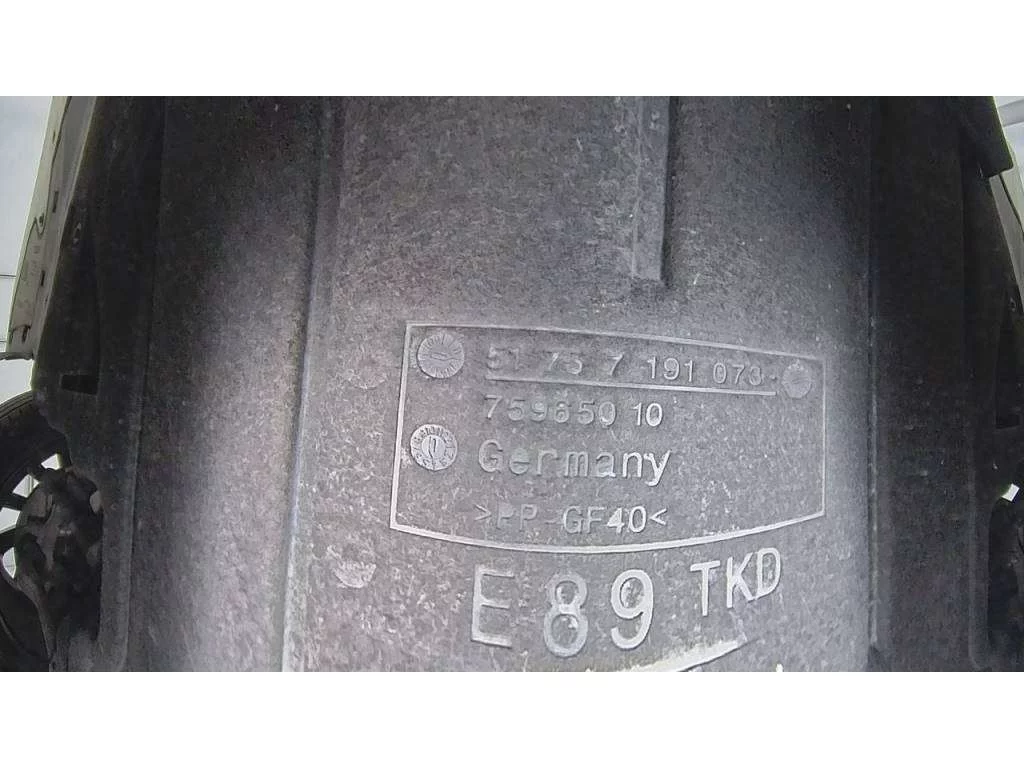 51 75 7 191 073-
759650 10
Germany
>PP-GF40<
E89 TKD